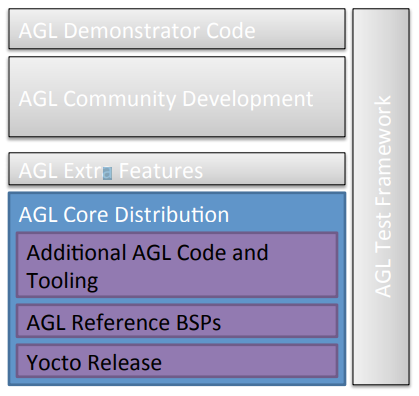 AGL Demonstrator Code
AGL Community Development
AGL Extra Features
AGL Core Distribution
Additional AGL Code and
Tooling
AGL Reference BSPs
Yocto Release
AGL Test Framework